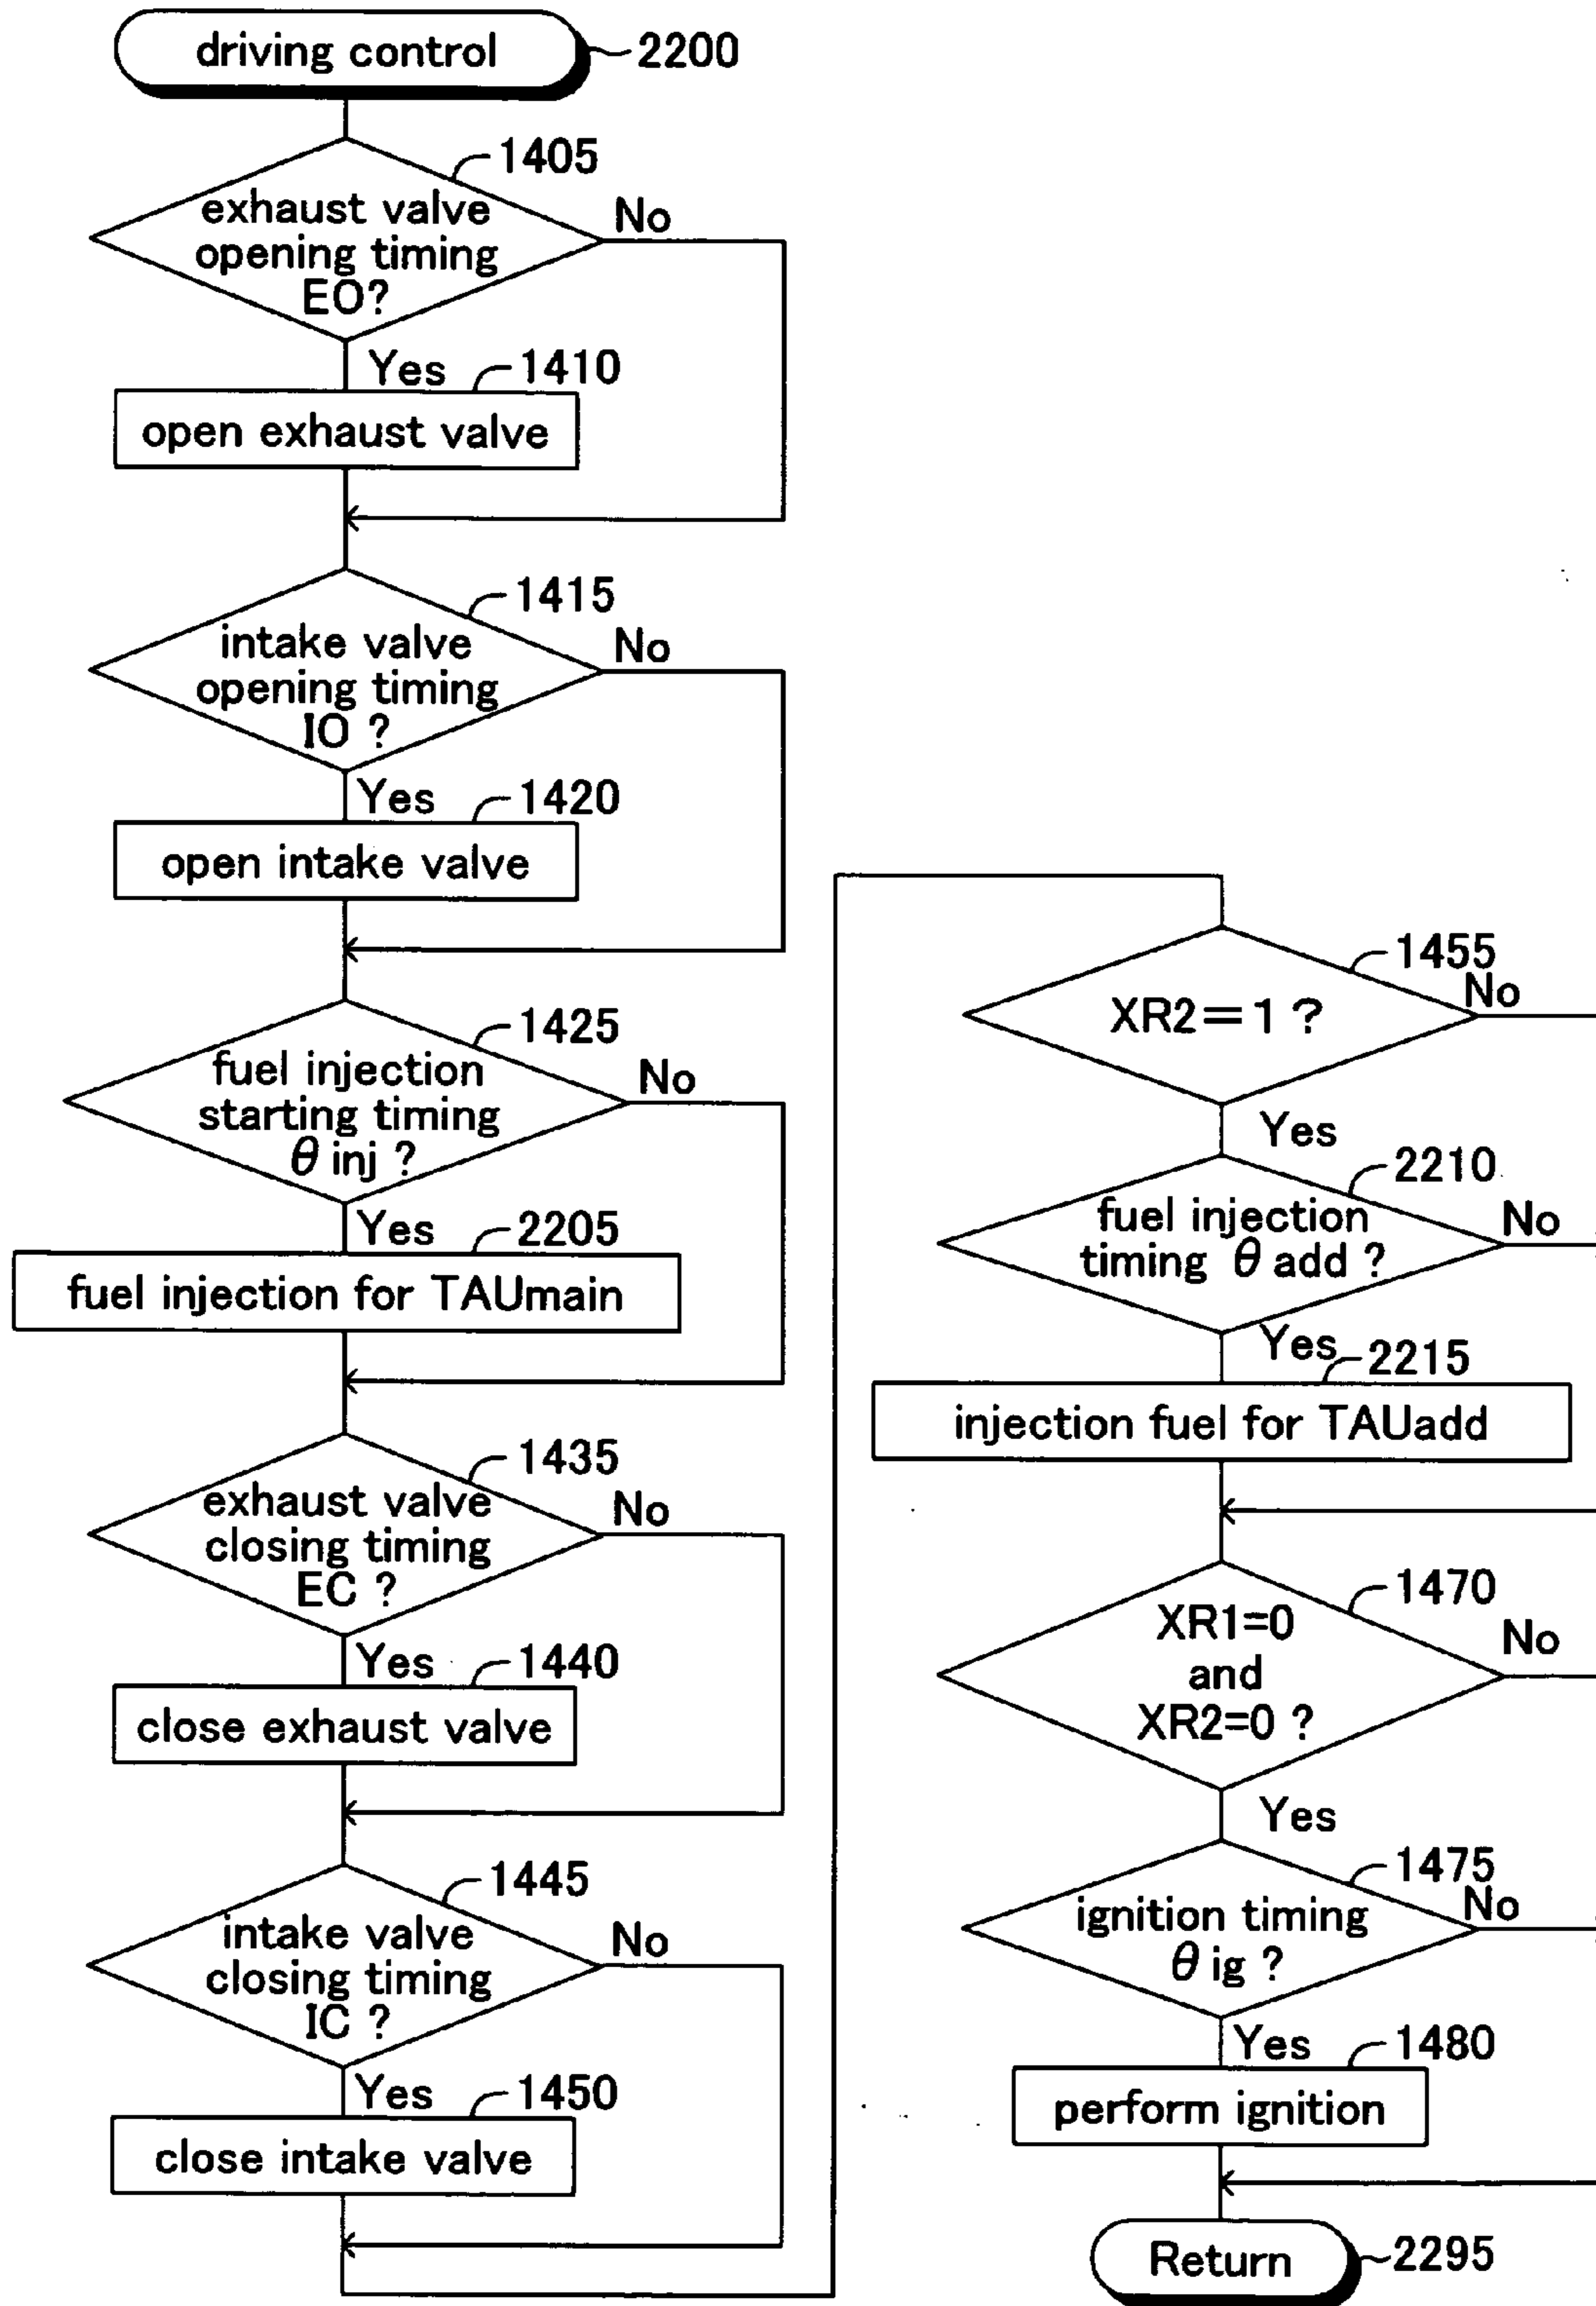 driving control
2200
1405
exhaust valve
opening timing
EO?
No
Yes
1410
open exhaust valve
1415
intake valve
opening timing
IO ?
No
Yes
1420
open intake valve
1425
fuel injection
starting timing
θ inj ?
No
Yes
2205
fuel injection for TAUmain
1435
exhaust valve
closing timing
EC ?
No
Yes
1440
close exhaust valve
1445
intake valve
closing timing
IC ?
No
Yes
1450
close intake valve
1455
XR2=1 ?
No
Yes
2210
fuel injection
timing θ add ?
No
Yes
2215
injection fuel for TAUadd
1470
XR1=0
and
XR2=0 ?
No
Yes
1475
ignition timing
θ ig ?
No
Yes
1480
perform ignition
Return
2295